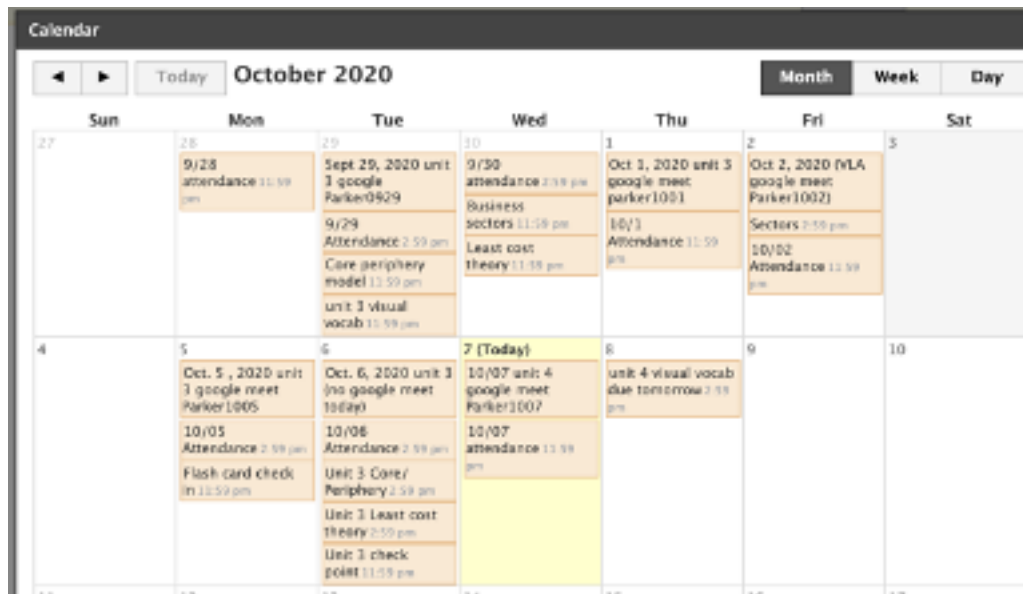 Calendar
◄ ► Today October 2020 Month Week Day
Sun Mon Tue Wed Thu Fri Sat
27 28 29 30 1 2 3
9/28
attendance 11:59
pm
Sept 29, 2020 unit
3 google
Parker0929
9/29
Attendance 2:59 pm
Core periphery
model 11:59 pm
unit 3 visual
vocab 11:59 pm
9/30
attendance 2:59 pm
Business
sectors 11:59 pm
Least cost
theory 11:59 pm
Oct 1, 2020 unit 3
google meet
parker1001
10/1
Attendance 11:59
pm
Oct 2, 2020 (VLA
google meet
Parker1002)
Sectors 2:59 pm
10/02
Attendance 11:59
pm
4 5 6 7 (Today) 8 9 10
Oct. 5 , 2020 unit
3 google meet
Parker1005
10/05
Attendance 2:59 pm
Flash card check
in 11:59 pm
Oct. 6, 2020 unit 3
(no google meet
today)
10/06
Attendance 2:59 pm
Unit 3 Core/
Periphery 2:59 pm
Unit 3 Least cost
theory 2:59 pm
Unit 3 check
point 11:59 pm
10/07 unit 4
google meet
Parker1007
10/07
attendance 11:59
pm
unit 4 visual vocab
due tomorrow 2:59
pm